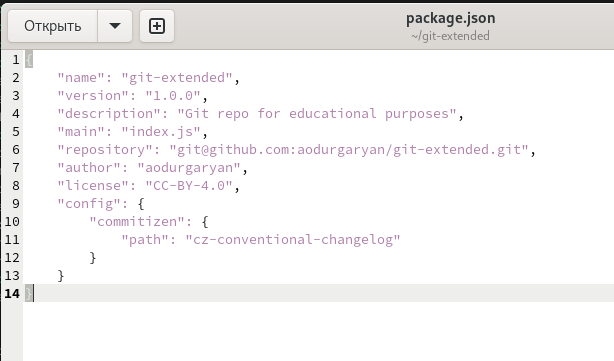 Открыть
package.json
~/git-extended
1 {
2 "name": "git-extended",
3 "version": "1.0.0",
4 "description": "Git repo for educational purposes",
5 "main": "index.js",
6 "repository": "git@github.com:aodurgaryan/git-extended.git",
7 "author": "aodurgaryan",
8 "license": "CC-BY-4.0",
9 "config": {
10 "commitizen": {
11 "path": "cz-conventional-changelog"
12 }
13 }
14 }